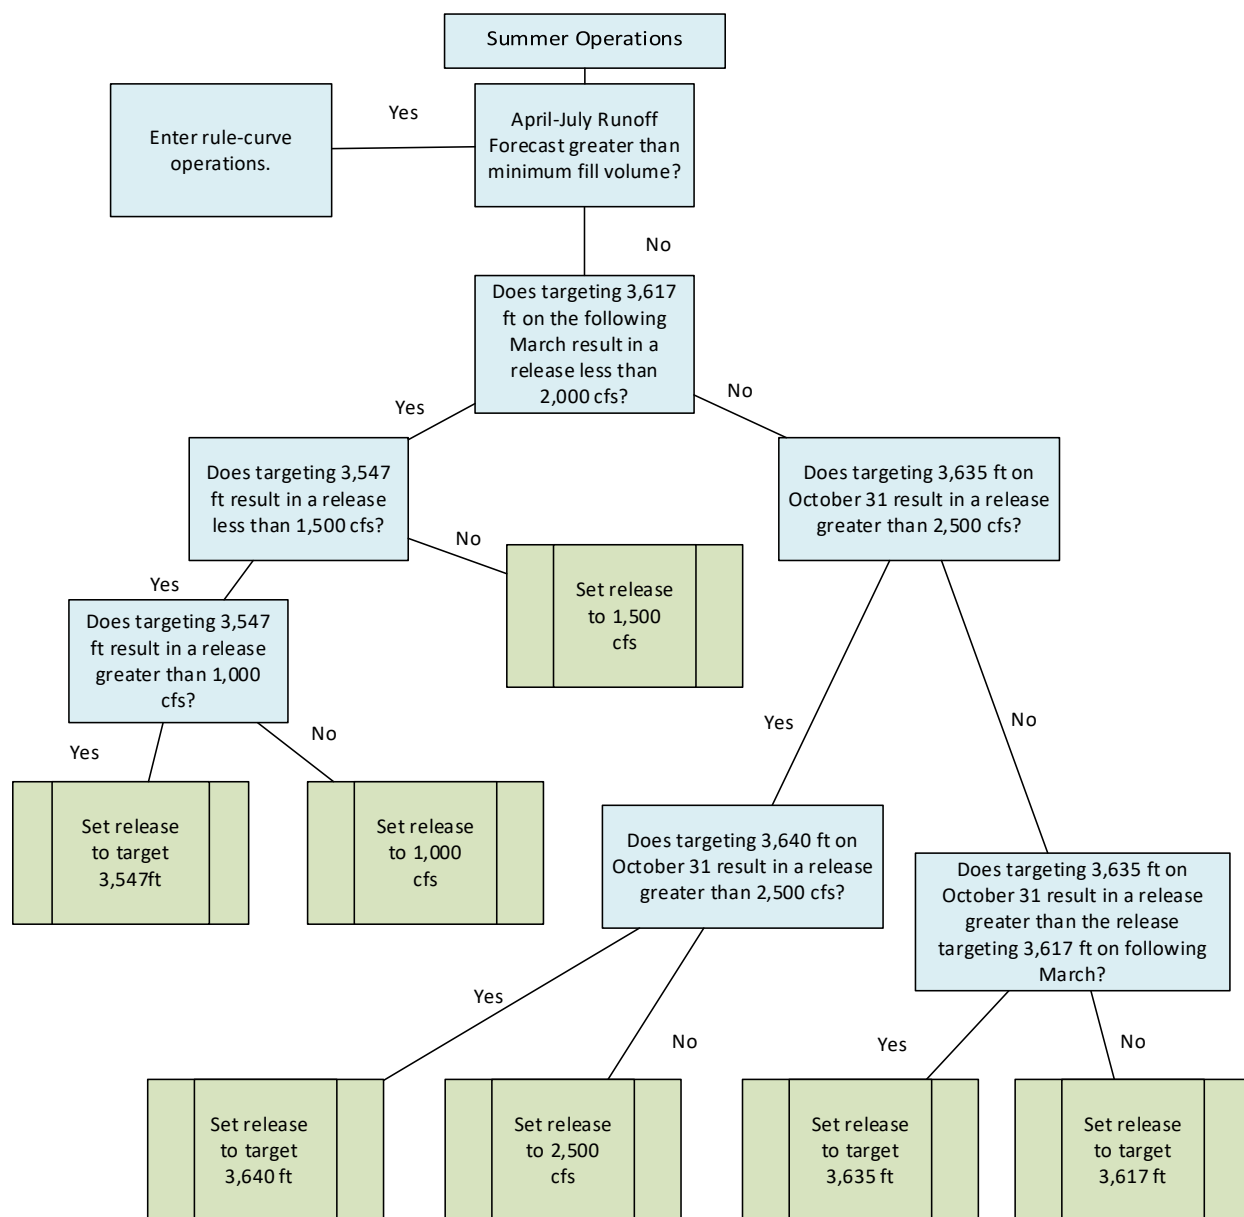 Summer Operations
Yes
April-July Runoff
Forecast greater than
minimum fill volume?
Enter rule-curve
operations.
No
Does targeting 3,617
ft on the following
March result in a
release less than
2,000 cfs?
Yes
No
Does targeting 3,547
ft result in a release
less than 1,500 cfs?
Does targeting 3,635 ft on
October 31 result in a release
greater than 2,500 cfs?
No
Yes
Set release
to 1,500
cfs
Does targeting 3,547
ft result in a release
greater than 1,000
cfs?
Yes
No
Yes
No
Set release
to target
3,547ft
Set release
to 1,000
cfs
Does targeting 3,640 ft on
October 31 result in a release
greater than 2,500 cfs?
Does targeting 3,635 ft on
October 31 result in a release
greater than the release
targeting 3,617 ft on following
March?
Yes
No
Yes
No
Set release
to target
3,640 ft
Set release
to 2,500
cfs
Set release
to target
3,635 ft
Set release
to target
3,617 ft